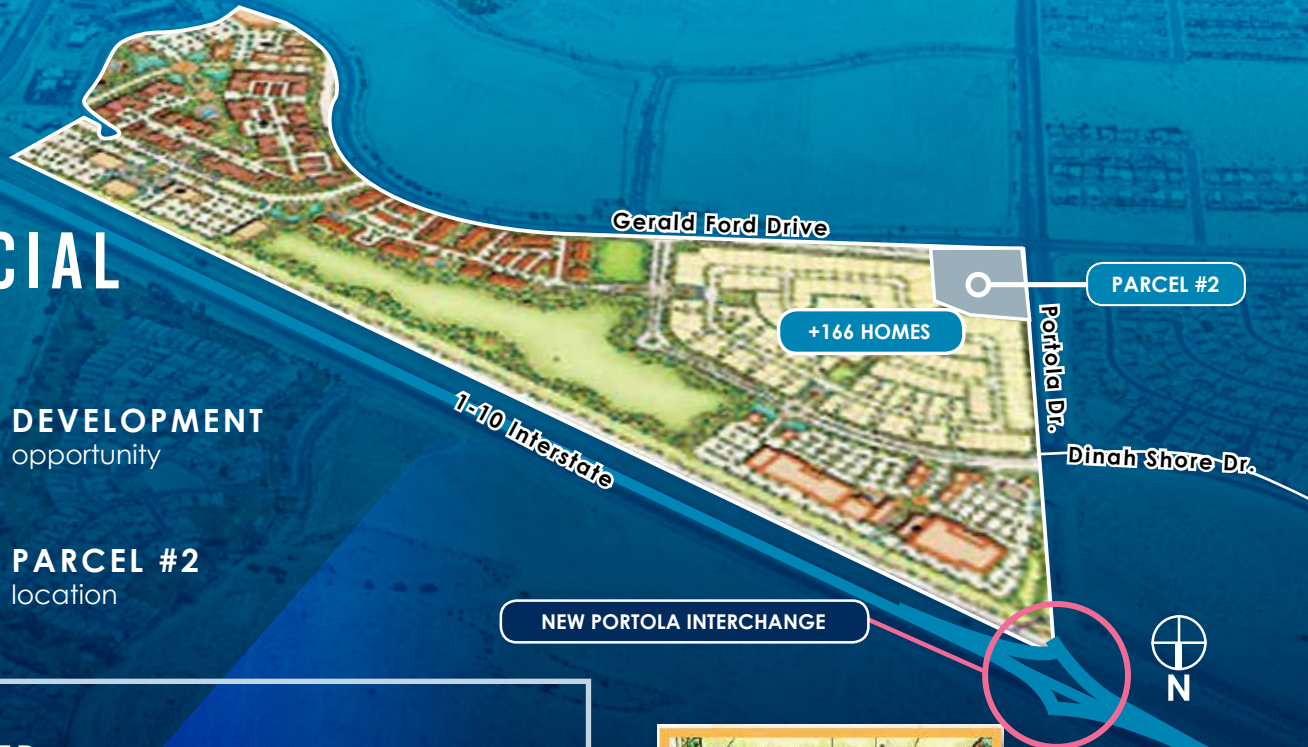 Gerald Ford Drive
CIAL
PARCEL #2
+166 HOMES
Portola Dr.
DEVELOPMENT
opportunity
1-10 Interstate
Dinah Shore Dr.
PARCEL #2
location
NEW PORTOLA INTERCHANGE
N